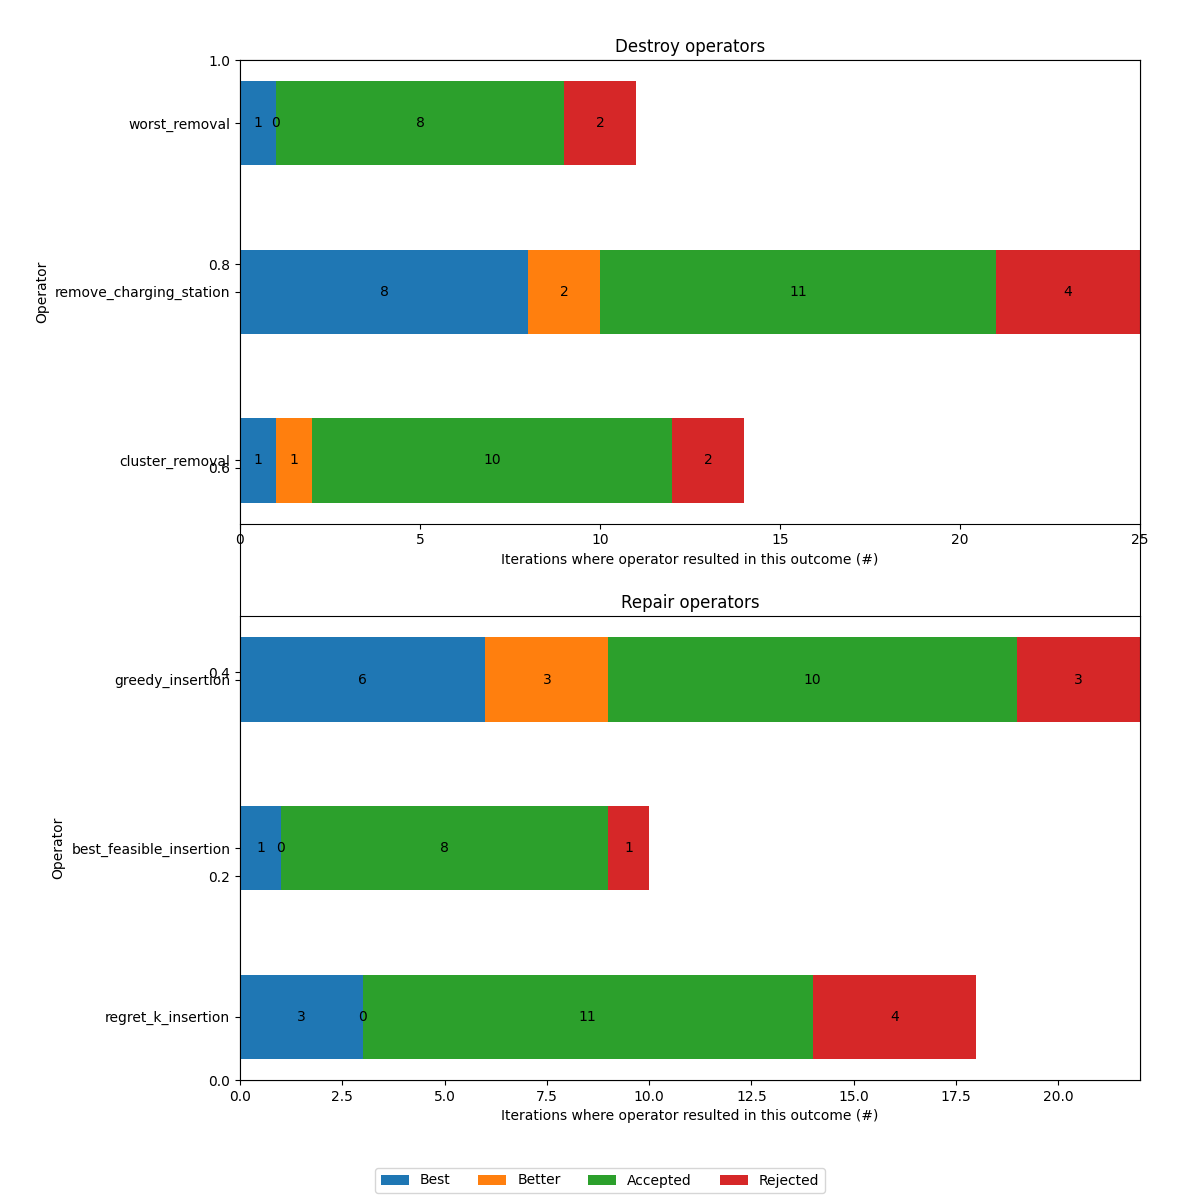 Destroy operators
1.0
worst_removal 1 0 8 2
0.8
Operator
remove_charging_station 8 2 11 4
cluster_removal 1 1 10 2
0.6
0 5 10 15 20 25
Iterations where operator resulted in this outcome (#)
Repair operators
0.4
greedy_insertion 6 3 10 3
Operator
best_feasible_insertion 1 0 8 1
0.2
regret_k_insertion 3 0 11 4
0.0
0.0 2.5 5.0 7.5 10.0 12.5 15.0 17.5 20.0
Iterations where operator resulted in this outcome (#)
Best Better Accepted Rejected